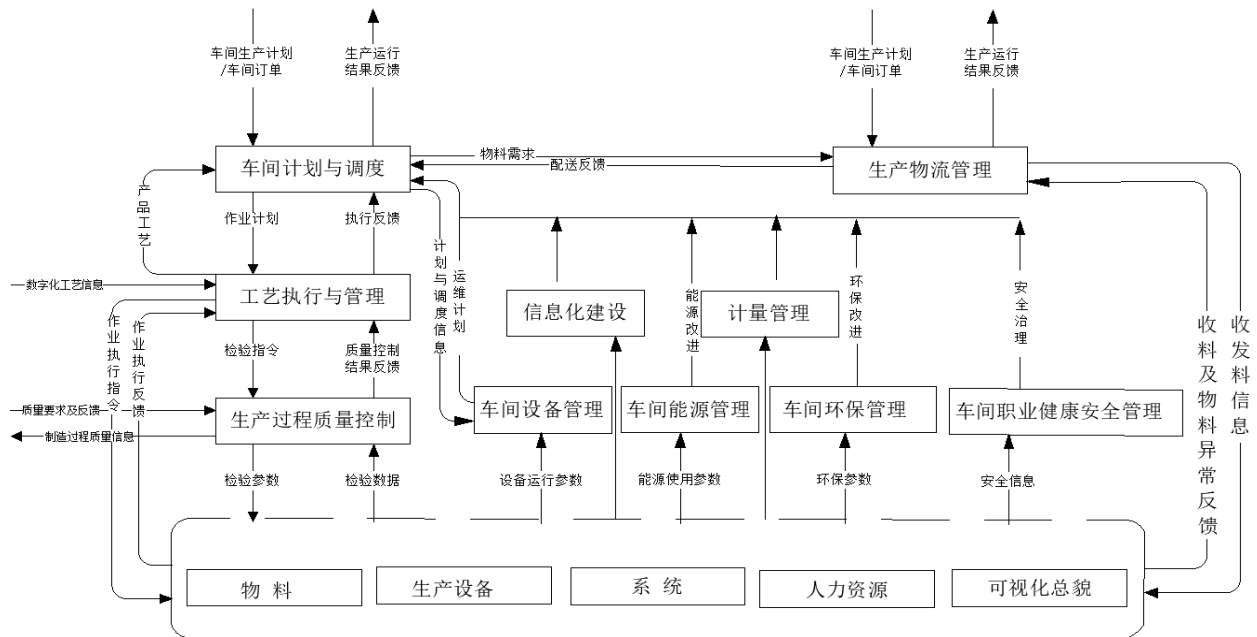 车间生产计划
/车间订单
生产运行
结果反馈
车间生产计划
/车间订单
生产运行
结果反馈
车间计划与调度
物料需求
配送反馈
生产物流管理
产品工艺
作业计划
执行反馈
数字化工艺信息
工艺执行与管理
计划与调度信息
运维计划
信息化建设
能源改进
计量管理
环保改进
安全治理
收料及物料异常反馈
收发料信息
作业执行指令
作业执行反馈
检验指令
质量控制
结果反馈
质量要求及反馈
制造过程质量信息
生产过程质量控制
车间设备管理
车间能源管理
车间环保管理
车间职业健康安全管理
检验参数
检验数据
设备运行参数
能源使用参数
环保参数
安全信息
物 料
生产设备
系 统
人力资源
可视化总貌